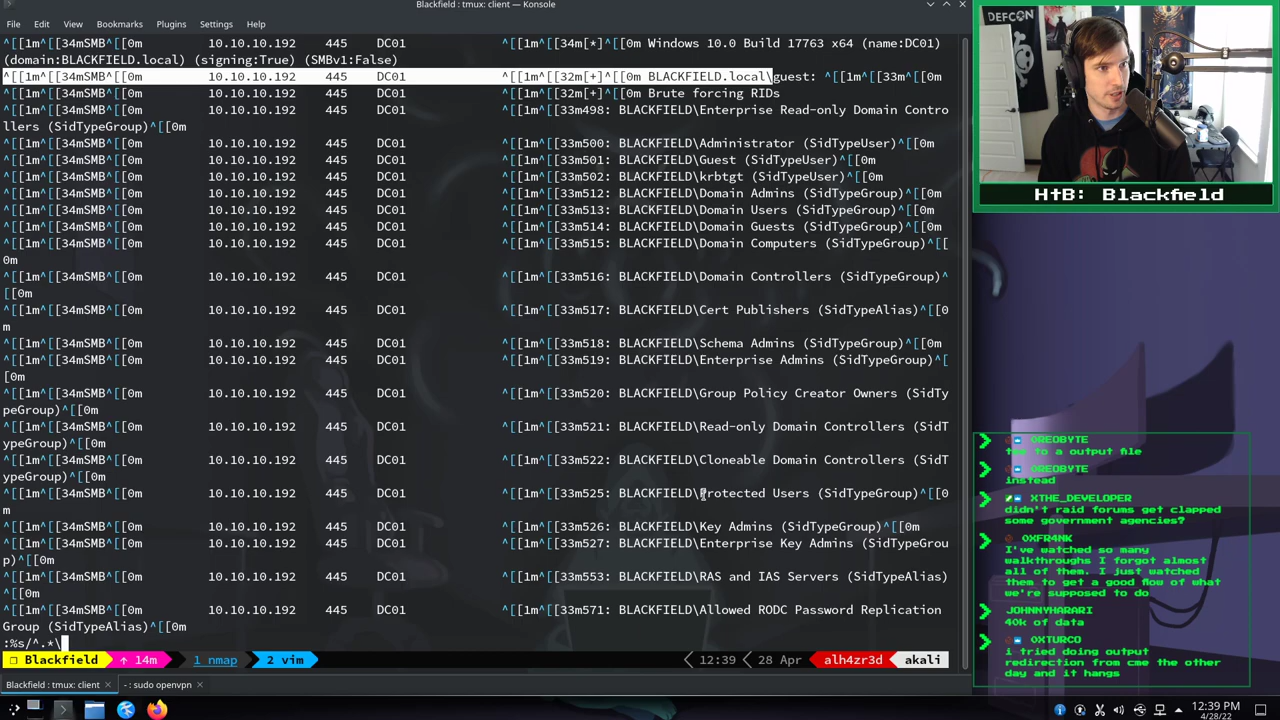 Blackfield : tmux: client — Konsole
File Edit View Bookmarks Plugins Settings Help
^[[1m^[[34mSMB^[[0m 10.10.10.192 445 DC01 ^[[1m^[[34m[*]^[[0m Windows 10.0 Build 17763 x64 (name:DC01)
(domain:BLACKFIELD.local) (signing:True) (SMBv1:False)
^[[1m^[[34mSMB^[[0m 10.10.10.192 445 DC01 ^[[1m^[[32m[+]^[[0m BLACKFIELD.local\guest: ^[[1m^[[33m^[[0m
^[[1m^[[34mSMB^[[0m 10.10.10.192 445 DC01 ^[[1m^[[32m[+]^[[0m Brute forcing RIDs
^[[1m^[[34mSMB^[[0m 10.10.10.192 445 DC01 ^[[1m^[[33m498: BLACKFIELD\Enterprise Read-only Domain Contro
llers (SidTypeGroup)^[[0m
^[[1m^[[34mSMB^[[0m 10.10.10.192 445 DC01 ^[[1m^[[33m500: BLACKFIELD\Administrator (SidTypeUser)^[[0m
^[[1m^[[34mSMB^[[0m 10.10.10.192 445 DC01 ^[[1m^[[33m501: BLACKFIELD\Guest (SidTypeUser)^[[0m
^[[1m^[[34mSMB^[[0m 10.10.10.192 445 DC01 ^[[1m^[[33m502: BLACKFIELD\krbtgt (SidTypeUser)^[[0m
^[[1m^[[34mSMB^[[0m 10.10.10.192 445 DC01 ^[[1m^[[33m512: BLACKFIELD\Domain Admins (SidTypeGroup)^[[0m
^[[1m^[[34mSMB^[[0m 10.10.10.192 445 DC01 ^[[1m^[[33m513: BLACKFIELD\Domain Users (SidTypeGroup)^[[0m
^[[1m^[[34mSMB^[[0m 10.10.10.192 445 DC01 ^[[1m^[[33m514: BLACKFIELD\Domain Guests (SidTypeGroup)^[[0m
^[[1m^[[34mSMB^[[0m 10.10.10.192 445 DC01 ^[[1m^[[33m515: BLACKFIELD\Domain Computers (SidTypeGroup)^[[
0m
^[[1m^[[34mSMB^[[0m 10.10.10.192 445 DC01 ^[[1m^[[33m516: BLACKFIELD\Domain Controllers (SidTypeGroup)^
[[0m
^[[1m^[[34mSMB^[[0m 10.10.10.192 445 DC01 ^[[1m^[[33m517: BLACKFIELD\Cert Publishers (SidTypeAlias)^[[0
m
^[[1m^[[34mSMB^[[0m 10.10.10.192 445 DC01 ^[[1m^[[33m518: BLACKFIELD\Schema Admins (SidTypeGroup)^[[0m
^[[1m^[[34mSMB^[[0m 10.10.10.192 445 DC01 ^[[1m^[[33m519: BLACKFIELD\Enterprise Admins (SidTypeGroup)^[
[0m
^[[1m^[[34mSMB^[[0m 10.10.10.192 445 DC01 ^[[1m^[[33m520: BLACKFIELD\Group Policy Creator Owners (SidTy
peGroup)^[[0m
^[[1m^[[34mSMB^[[0m 10.10.10.192 445 DC01 ^[[1m^[[33m521: BLACKFIELD\Read-only Domain Controllers (SidT
ypeGroup)^[[0m
^[[1m^[[34mSMB^[[0m 10.10.10.192 445 DC01 ^[[1m^[[33m522: BLACKFIELD\Cloneable Domain Controllers (SidT
ypeGroup)^[[0m
^[[1m^[[34mSMB^[[0m 10.10.10.192 445 DC01 ^[[1m^[[33m525: BLACKFIELD\Protected Users (SidTypeGroup)^[[0
m
^[[1m^[[34mSMB^[[0m 10.10.10.192 445 DC01 ^[[1m^[[33m526: BLACKFIELD\Key Admins (SidTypeGroup)^[[0m
^[[1m^[[34mSMB^[[0m 10.10.10.192 445 DC01 ^[[1m^[[33m527: BLACKFIELD\Enterprise Key Admins (SidTypeGrou
p)^[[0m
^[[1m^[[34mSMB^[[0m 10.10.10.192 445 DC01 ^[[1m^[[33m553: BLACKFIELD\RAS and IAS Servers (SidTypeAlias)
^[[0m
^[[1m^[[34mSMB^[[0m 10.10.10.192 445 DC01 ^[[1m^[[33m571: BLACKFIELD\Allowed RODC Password Replication
Group (SidTypeAlias)^[[0m
:%s/^.*\
Blackfield ↑ 14m 1 nmap 2 vim 12:39 28 Apr alh4zr3d akali
Blackfield : tmux: client - : sudo openvpn
DEFCON
H†B: Blackfield
0REOBYTE
tee to a output file
0REOBYTE
instead
XTHE_DEVELOPER
didn't raid forums get clapped
some government agencies?
0XFR4NK
I've watched so many
walkthroughs I forgot almost
all of them. I just watched
them to get a good flow of what
we're supposed to do
JOHNNYHARARI
40k of data
0XTURCO
i tried doing output
redirection from cme the other
day and it hangs
12:39 PM
4/28/22